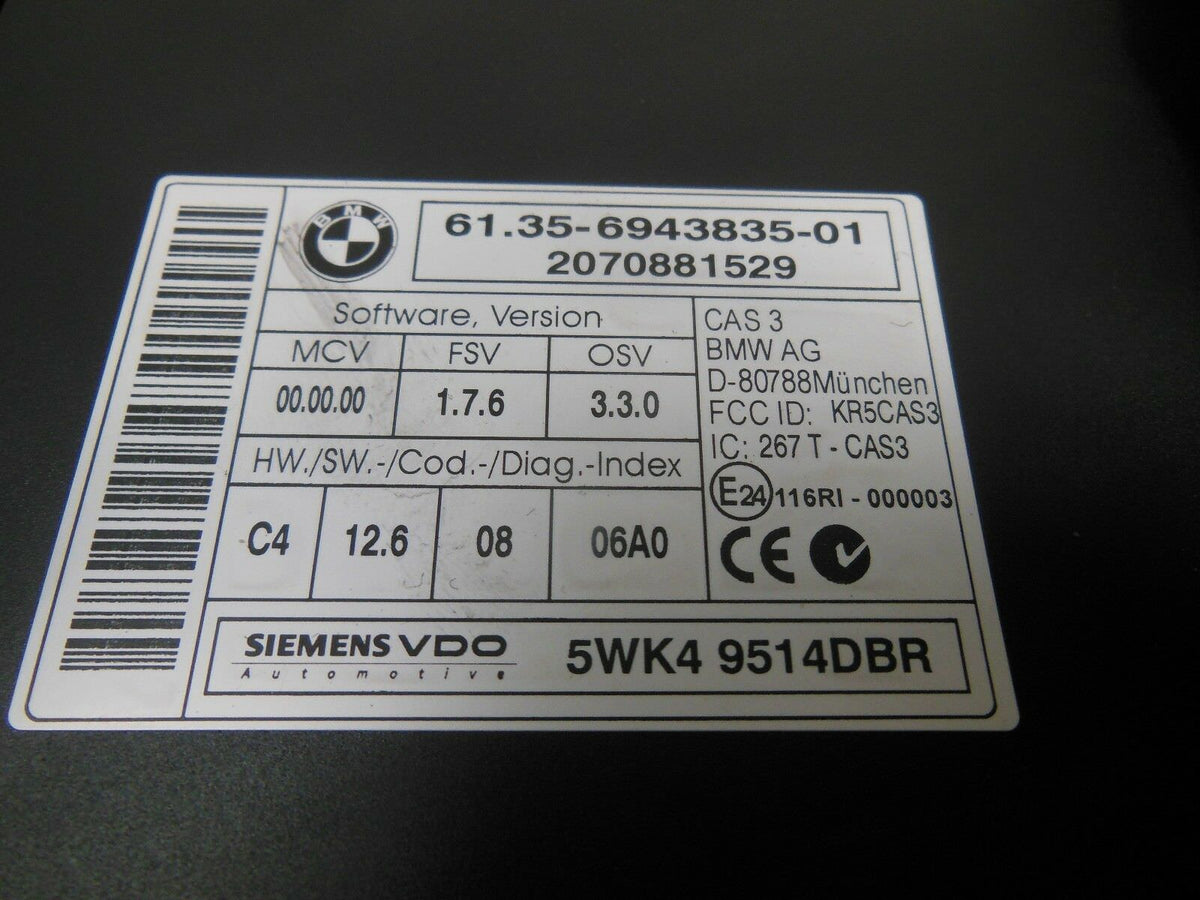 BMW
61.35-6943835-01
2070881529
Software, Version
MCV FSV OSV
00.00.00 1.7.6 3.3.0
HW./SW.-/Cod.-/Diag.-Index
C4 12.6 08 06A0
CAS 3
BMW AG
D-80788München
FCC ID: KR5CAS3
IC: 267 T - CAS3
E24 116RI - 000003
CE
SIEMENS VDO
Automotive
5WK4 9514DBR